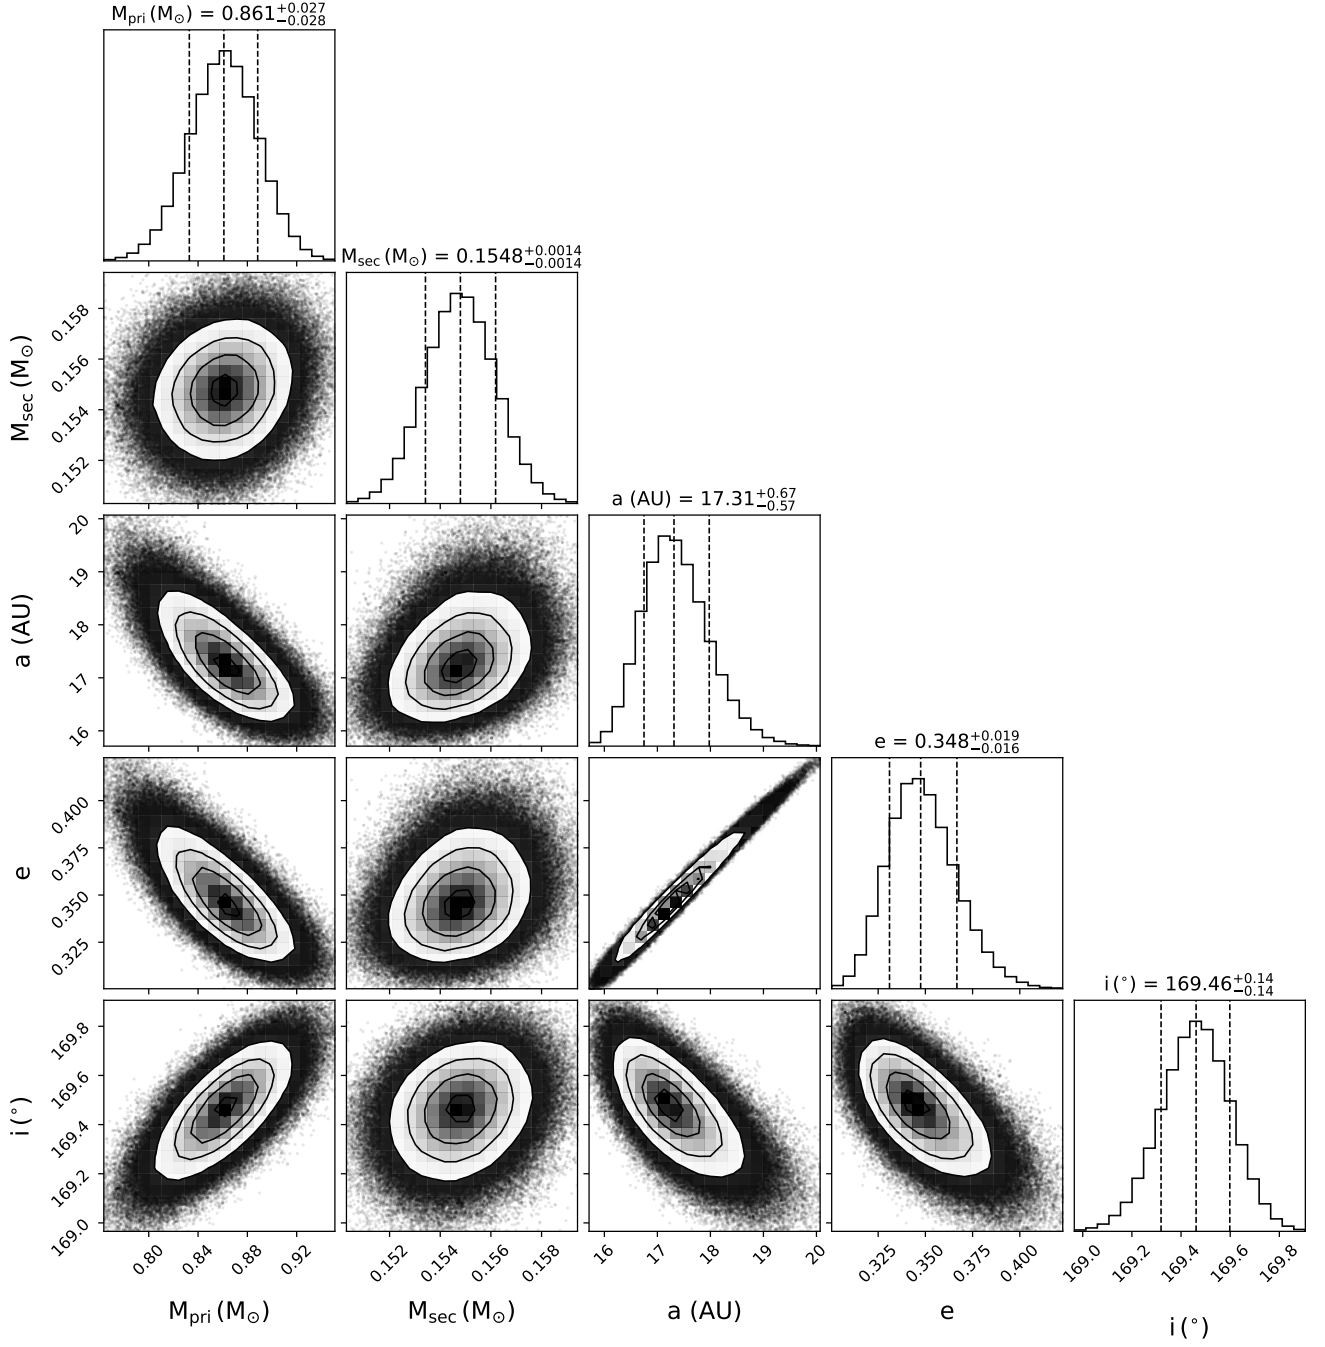 M_pri (M_⊙) = 0.861^{+0.027}_{−0.028}
M_sec (M_⊙) = 0.1548^{+0.0014}_{−0.0014}
0.158
0.156
0.154
0.152
M_sec (M_⊙)
a (AU) = 17.31^{+0.67}_{−0.57}
20
19
18
17
16
a (AU)
e = 0.348^{+0.019}_{−0.016}
0.400
0.375
0.350
0.325
e
i (°) = 169.46^{+0.14}_{−0.14}
169.8
169.6
169.4
169.2
169.0
i (°)
0.80 0.84 0.88 0.92
0.152 0.154 0.156 0.158
16 17 18 19 20
0.325 0.350 0.375 0.400
169.0 169.2 169.4 169.6 169.8
M_pri (M_⊙)
M_sec (M_⊙)
a (AU)
e
i (°)